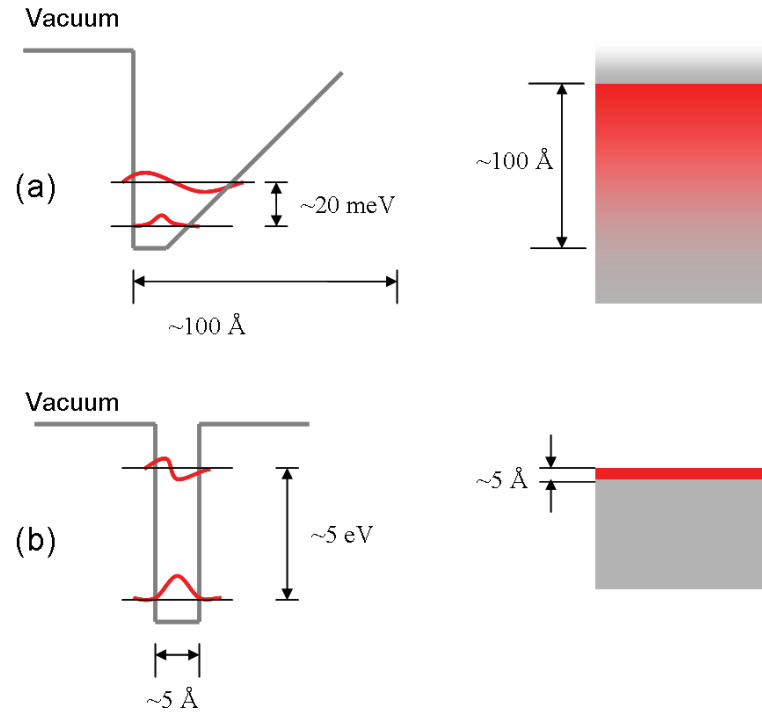 Vacuum
(a)
~20 meV
~100 Å
~100 Å
Vacuum
(b)
~5 eV
~5 Å
~5 Å